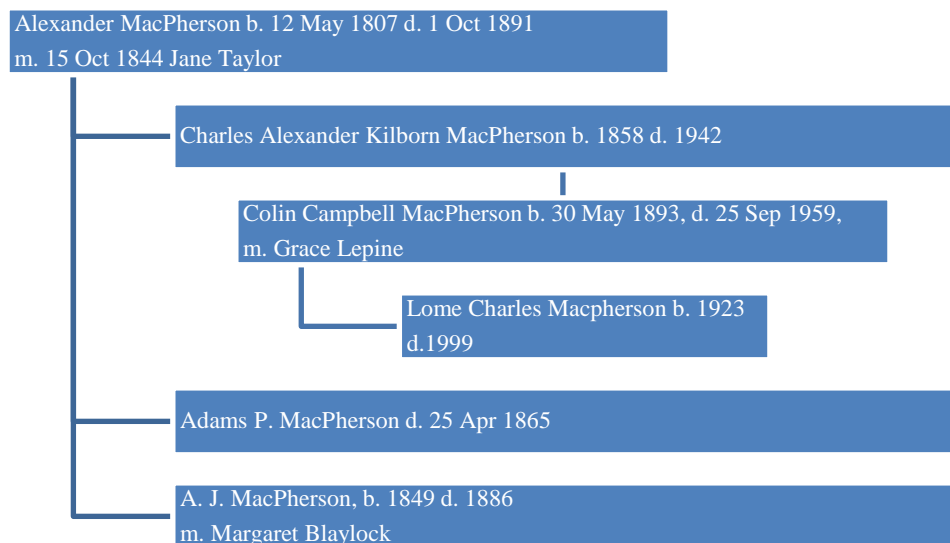 Alexander MacPherson b. 12 May 1807 d. 1 Oct 1891
m. 15 Oct 1844 Jane Taylor
Charles Alexander Kilborn MacPherson b. 1858 d. 1942
Colin Campbell MacPherson b. 30 May 1893, d. 25 Sep 1959,
m. Grace Lepine
Lome Charles Macpherson b. 1923
d.1999
Adams P. MacPherson d. 25 Apr 1865
A. J. MacPherson, b. 1849 d. 1886
m. Margaret Blaylock